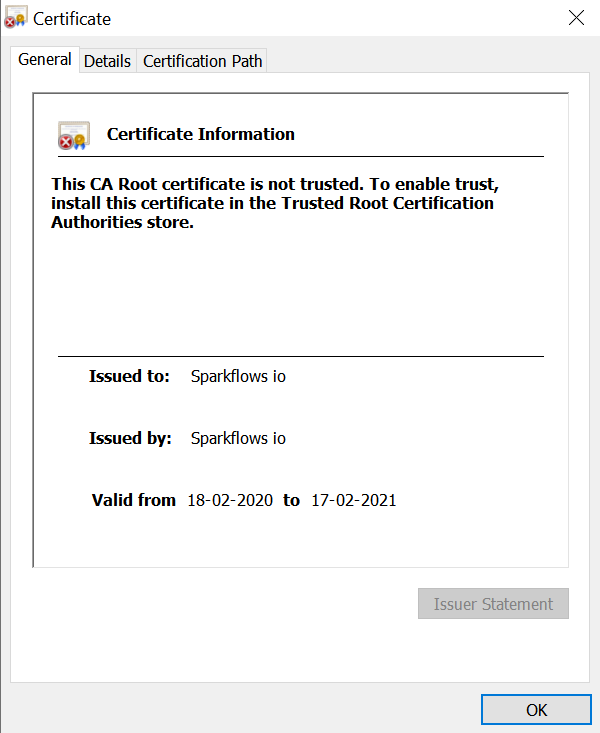 Certificate
General Details Certification Path
Certificate Information
This CA Root certificate is not trusted. To enable trust,
install this certificate in the Trusted Root Certification
Authorities store.
Issued to: Sparkflows io
Issued by: Sparkflows io
Valid from 18-02-2020 to 17-02-2021
Issuer Statement
OK